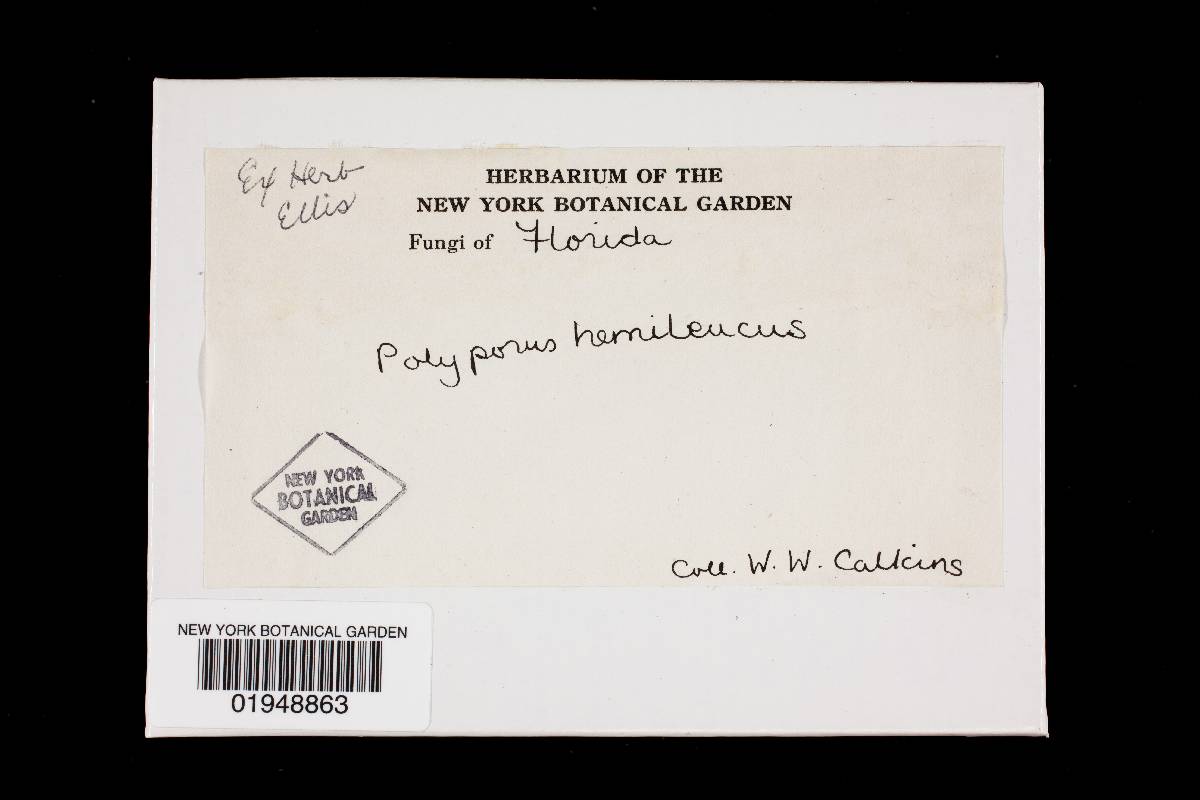 Ex Herb
Ellis
HERBARIUM OF THE
NEW YORK BOTANICAL GARDEN
Fungi of Florida
Polyporus hemileucus
NEW YORK
BOTANICAL
GARDEN
Coll. W. W. Calkins
NEW YORK BOTANICAL GARDEN
01948863